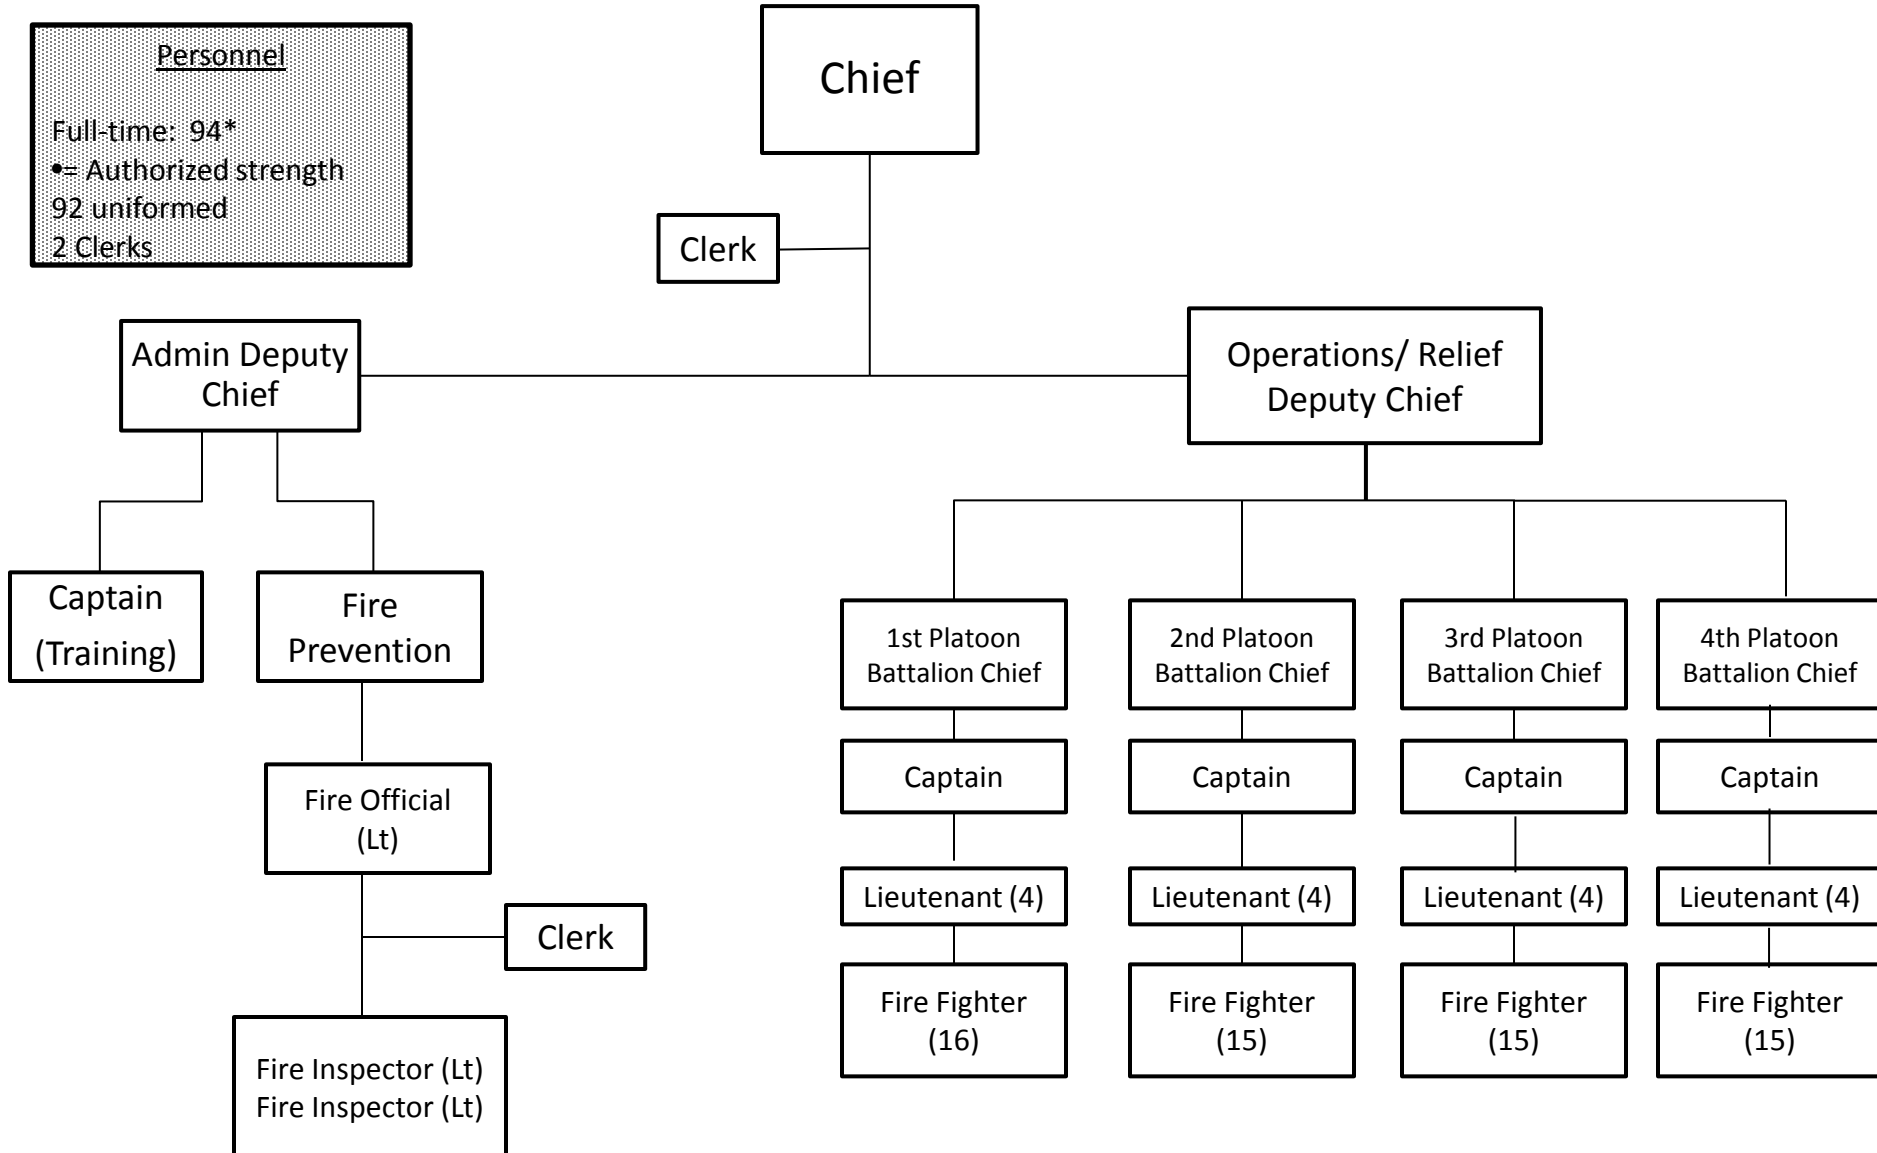 Personnel
Full-time: 94*
•= Authorized strength
92 uniformed
2 Clerks
Chief
Clerk
Admin Deputy
Chief
Operations/ Relief
Deputy Chief
Captain
(Training)
Fire
Prevention
Fire Official
(Lt)
Clerk
Fire Inspector (Lt)
Fire Inspector (Lt)
1st Platoon
Battalion Chief
Captain
Lieutenant (4)
Fire Fighter
(16)
2nd Platoon
Battalion Chief
Captain
Lieutenant (4)
Fire Fighter
(15)
3rd Platoon
Battalion Chief
Captain
Lieutenant (4)
Fire Fighter
(15)
4th Platoon
Battalion Chief
Captain
Lieutenant (4)
Fire Fighter
(15)